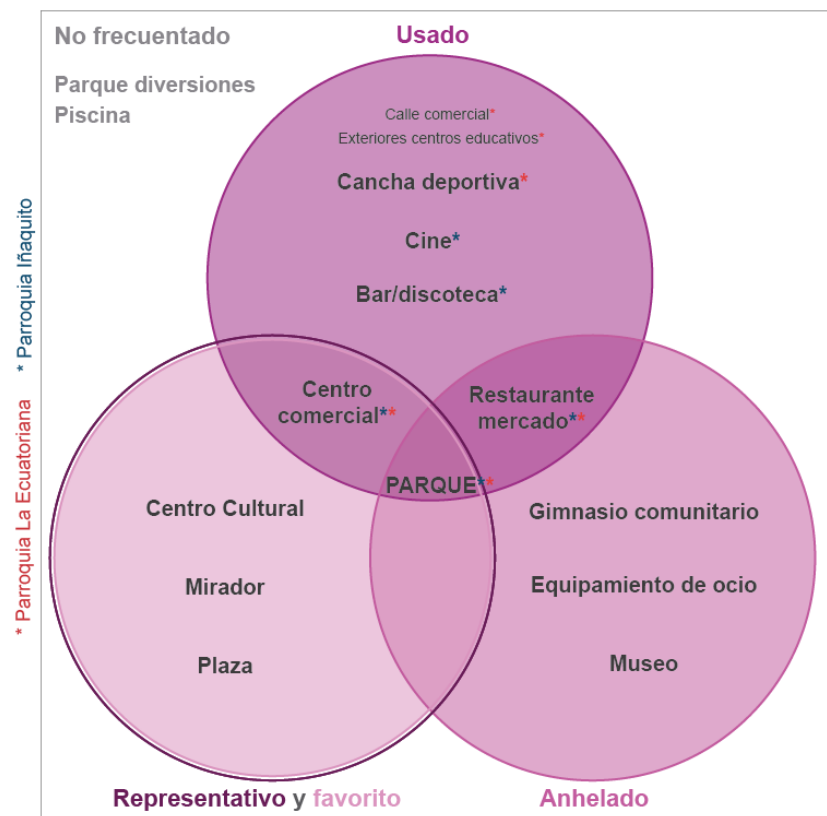 No frecuentado
Usado
Parque diversiones
Piscina
Calle comercial*
Exteriores centros educativos*
Cancha deportiva*
Cine*
Bar/discoteca*
Centro
comercial**
Restaurante
mercado**
PARQUE**
Centro Cultural
Mirador
Plaza
Gimnasio comunitario
Equipamiento de ocio
Museo
Representativo y favorito
Anhelado
* Parroquia La Ecuatoriana * Parroquia Iñaquito